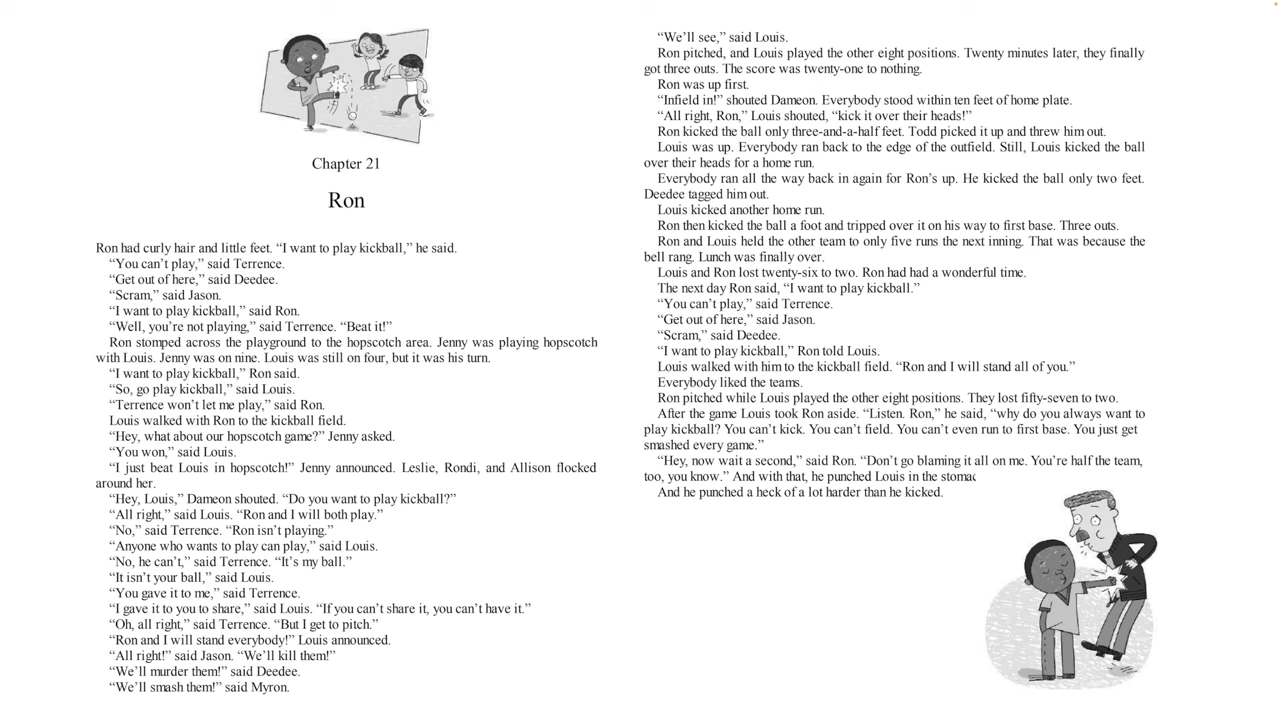 Chapter 21
Ron
Ron had curly hair and little feet. “I want to play kickball,” he said.
“You can’t play,” said Terrence.
“Get out of here,” said Deedee.
“Scram,” said Jason.
“I want to play kickball,” said Ron.
“Well, you’re not playing,” said Terrence. “Beat it!”
Ron stomped across the playground to the hopscotch area. Jenny was playing hopscotch
with Louis. Jenny was on nine. Louis was still on four, but it was his turn.
“I want to play kickball,” Ron said.
“So, go play kickball,” said Louis.
“Terrence won’t let me play,” said Ron.
Louis walked with Ron to the kickball field.
“Hey, what about our hopscotch game?” Jenny asked.
“You won,” said Louis.
“I just beat Louis in hopscotch!” Jenny announced. Leslie, Rondi, and Allison flocked
around her.
“Hey, Louis,” Dameon shouted. “Do you want to play kickball?”
“All right,” said Louis. “Ron and I will both play.”
“No,” said Terrence. “Ron isn’t playing.”
“Anyone who wants to play can play,” said Louis.
“No, he can’t,” said Terrence. “It’s my ball.”
“It isn’t your ball,” said Louis.
“You gave it to me,” said Terrence.
“I gave it to you to share,” said Louis. “If you can’t share it, you can’t have it.”
“Oh, all right,” said Terrence. “But I get to pitch.”
“Ron and I will stand everybody!” Louis announced.
“All right!” said Jason. “We’ll kill them!”
“We’ll murder them!” said Deedee.
“We’ll smash them!” said Myron.
“We’ll see,” said Louis.
Ron pitched, and Louis played the other eight positions. Twenty minutes later, they finally
got three outs. The score was twenty-one to nothing.
Ron was up first.
“Infield in!” shouted Dameon. Everybody stood within ten feet of home plate.
“All right, Ron,” Louis shouted, “kick it over their heads!”
Ron kicked the ball only three-and-a-half feet. Todd picked it up and threw him out.
Louis was up. Everybody ran back to the edge of the outfield. Still, Louis kicked the ball
over their heads for a home run.
Everybody ran all the way back in again for Ron’s up. He kicked the ball only two feet.
Deedee tagged him out.
Louis kicked another home run.
Ron then kicked the ball a foot and tripped over it on his way to first base. Three outs.
Ron and Louis held the other team to only five runs the next inning. That was because the
bell rang. Lunch was finally over.
Louis and Ron lost twenty-six to two. Ron had had a wonderful time.
The next day Ron said, “I want to play kickball.”
“You can’t play,” said Terrence.
“Get out of here,” said Jason.
“Scram,” said Deedee.
“I want to play kickball,” Ron told Louis.
Louis walked with him to the kickball field. “Ron and I will stand all of you.”
Everybody liked the teams.
Ron pitched while Louis played the other eight positions. They lost fifty-seven to two.
After the game Louis took Ron aside. “Listen. Ron,” he said, “why do you always want to
play kickball? You can’t kick. You can’t field. You can’t even run to first base. You just get
smashed every game.”
“Hey, now wait a second,” said Ron. “Don’t go blaming it all on me. You’re half the team,
too, you know.” And with that, he punched Louis in the stomac
And he punched a heck of a lot harder than he kicked.